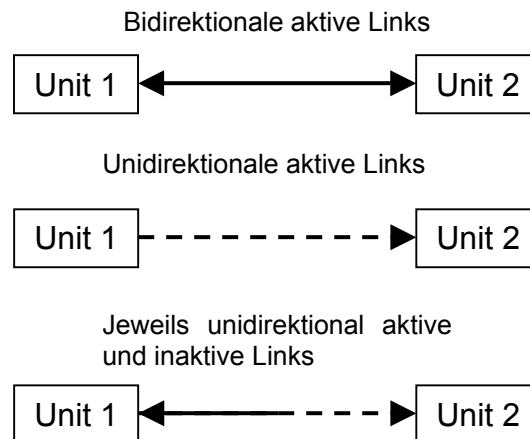 Bidirektionale aktive Links
Unit 1 Unit 2
Unidirektionale aktive Links
Unit 1 Unit 2
Jeweils unidirektional aktive
und inaktive Links
Unit 1 Unit 2